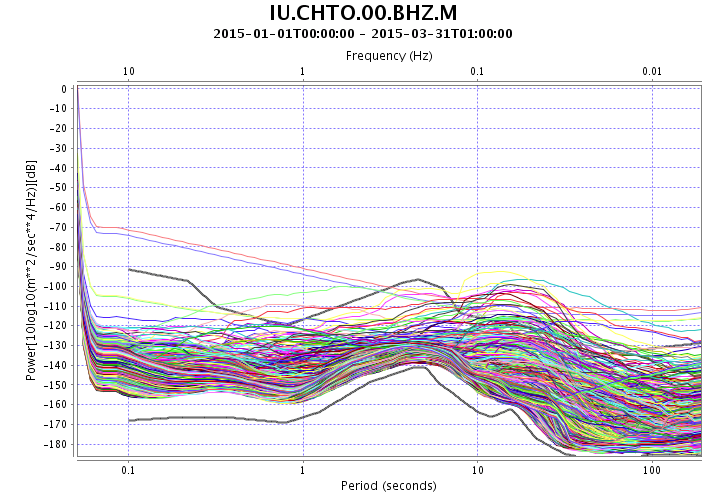 IU.CHTO.00.BHZ.M
2015-01-01T00:00:00 - 2015-03-31T01:00:00
Frequency (Hz)
10 1 0.1 0.01
0
-10
-20
-30
-40
-50
-60
-70
-80
-90
-100
-110
-120
-130
-140
-150
-160
-170
-180
Power[10log10(m**2/sec**4/Hz)][dB]
0.1 1 10 100
Period (seconds)